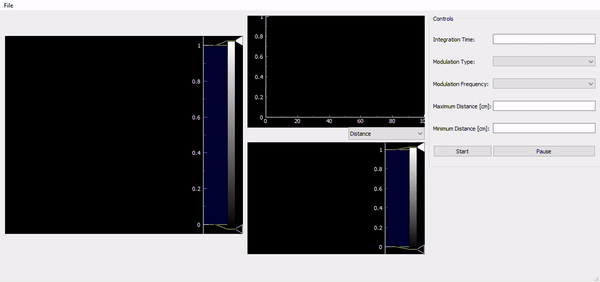 File
1
0.8
0.6
0.4
0.2
0
1
0.8
0.6
0.4
0.2
0
0 20 40 60 80 100
Distance
1
0.8
0.6
0.4
0.2
0
Controls
Integration Time:
Modulation Type:
Modulation Frequency:
Maximum Distance [cm]:
Minimum Distance [cm]:
Start Pause